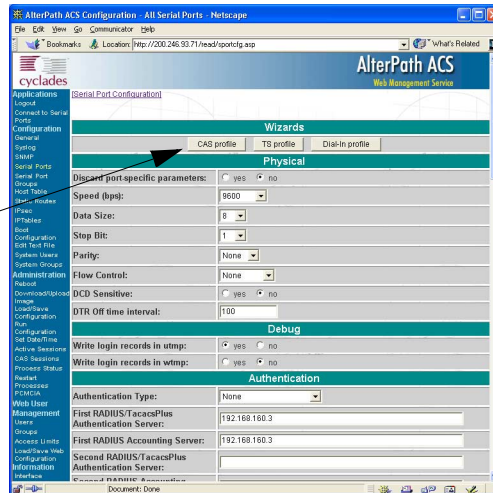 AlterPath ACS Configuration - All Serial Ports - Netscape
File Edit View Go Communicator Help
Bookmarks Location: http://200.246.93.71/read/sportcfg.asp What's Related
cyclades
AlterPath ACS
Web Management Service
Applications
Logout
Connect to Serial
Ports
Configuration
General
Syslog
SNMP
Serial Ports
Serial Port
Groups
Host Table
Static Routes
IPsec
IPTables
Boot
Configuration
Edit Text File
System Users
System Groups
Administration
Reboot
Download/Upload
Image
Load/Save
Configuration
Run
Configuration
Set Date/Time
Active Sessions
CAS Sessions
Process Status
Restart
Processes
PCMCIA
Web User
Management
Users
Groups
Access Limits
Load/Save Web
Configuration
Information
Interface
[Serial Port Configuration]
Wizards
CAS profile TS profile Dial-In profile
Physical
Discard port-specific parameters: yes no
Speed (bps): 9600
Data Size: 8
Stop Bit: 1
Parity: None
Flow Control: None
DCD Sensitive: yes no
DTR Off time interval: 100
Debug
Write login records in utmp: yes no
Write login records in wtmp: yes no
Authentication
Authentication Type: None
First RADIUS/TacacsPlus
Authentication Server: 192.168.160.3
First RADIUS Accounting Server: 192.168.160.3
Second RADIUS/TacacsPlus
Authentication Server:
Second RADIUS Accounting
Document: Done